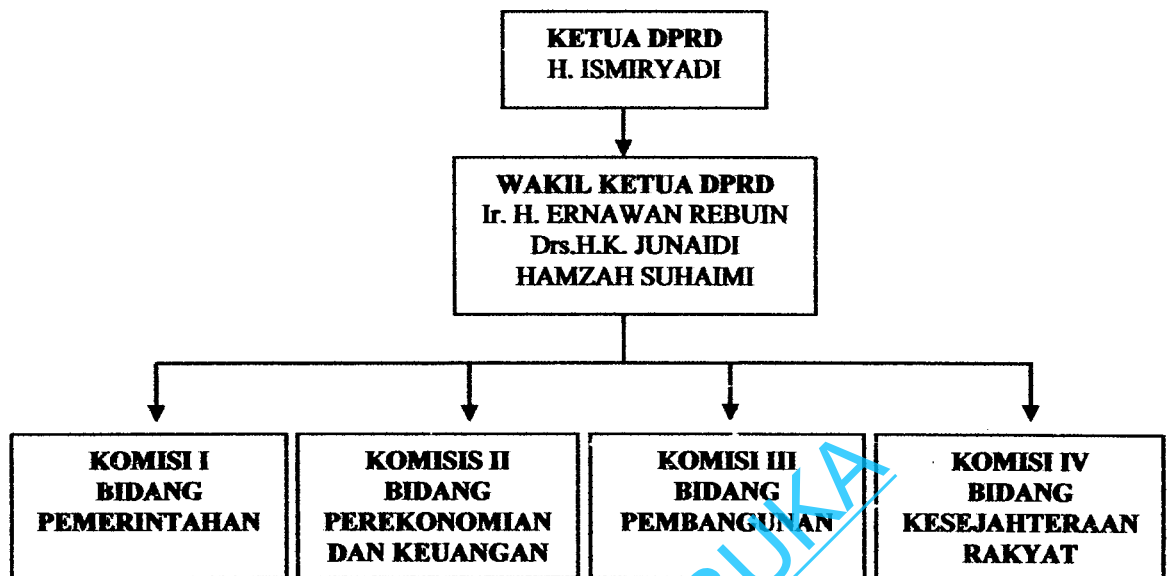 KETUA DPRD
H. ISMIRYADI
WAKIL KETUA DPRD
Ir. H. ERNAWAN REBUIN
Drs.H.K. JUNAIDI
HAMZAH SUHAIMI
KOMISI I
BIDANG
PEMERINTAHAN
KOMISIS II
BIDANG
PEREKONOMIAN
DAN KEUANGAN
KOMISI III
BIDANG
PEMBANGUNAN
KOMISI IV
BIDANG
KESEJAHTERAAN
RAKYAT
BUKA